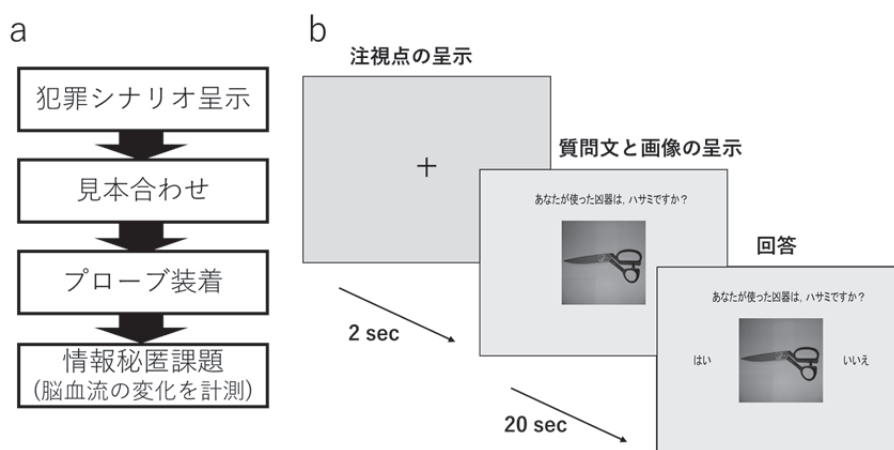 a
犯罪シナリオ呈示
見本合わせ
プローブ装着
情報秘匿課題
(脳血流の変化を計測)
b
注視点の呈示
+
2 sec
質問文と画像の呈示
あなたが使った凶器は, ハサミですか?
20 sec
回答
あなたが使った凶器は, ハサミですか?
はい
いいえ